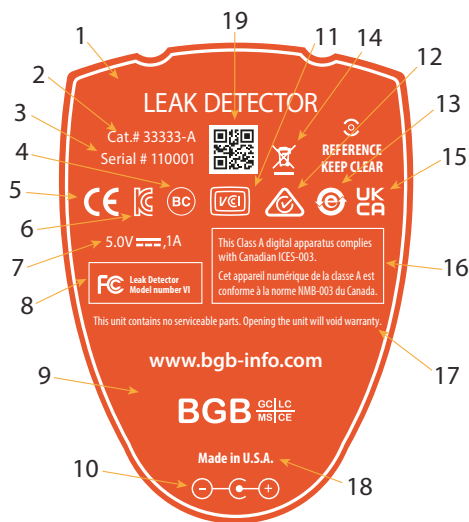 19
11
14
12
1
2
3
4
5
6
7
8
9
10
13
15
16
17
18
LEAK DETECTOR
Cat.# 33333-A
Serial # 110001
REFERENCE
KEEP CLEAR
CE
KC
BC
VCI
e
UK
CA
5.0V ,1A
FC Leak Detector
Model number VI
This Class A digital apparatus complies
with Canadian ICES-003.
Cet appareil numérique de la classe A est
conforme à la norme NMB-003 du Canada.
This unit contains no serviceable parts. Opening the unit will void warranty.
www.bgb-info.com
BGB GC LC
MS CE
Made in U.S.A.
− +